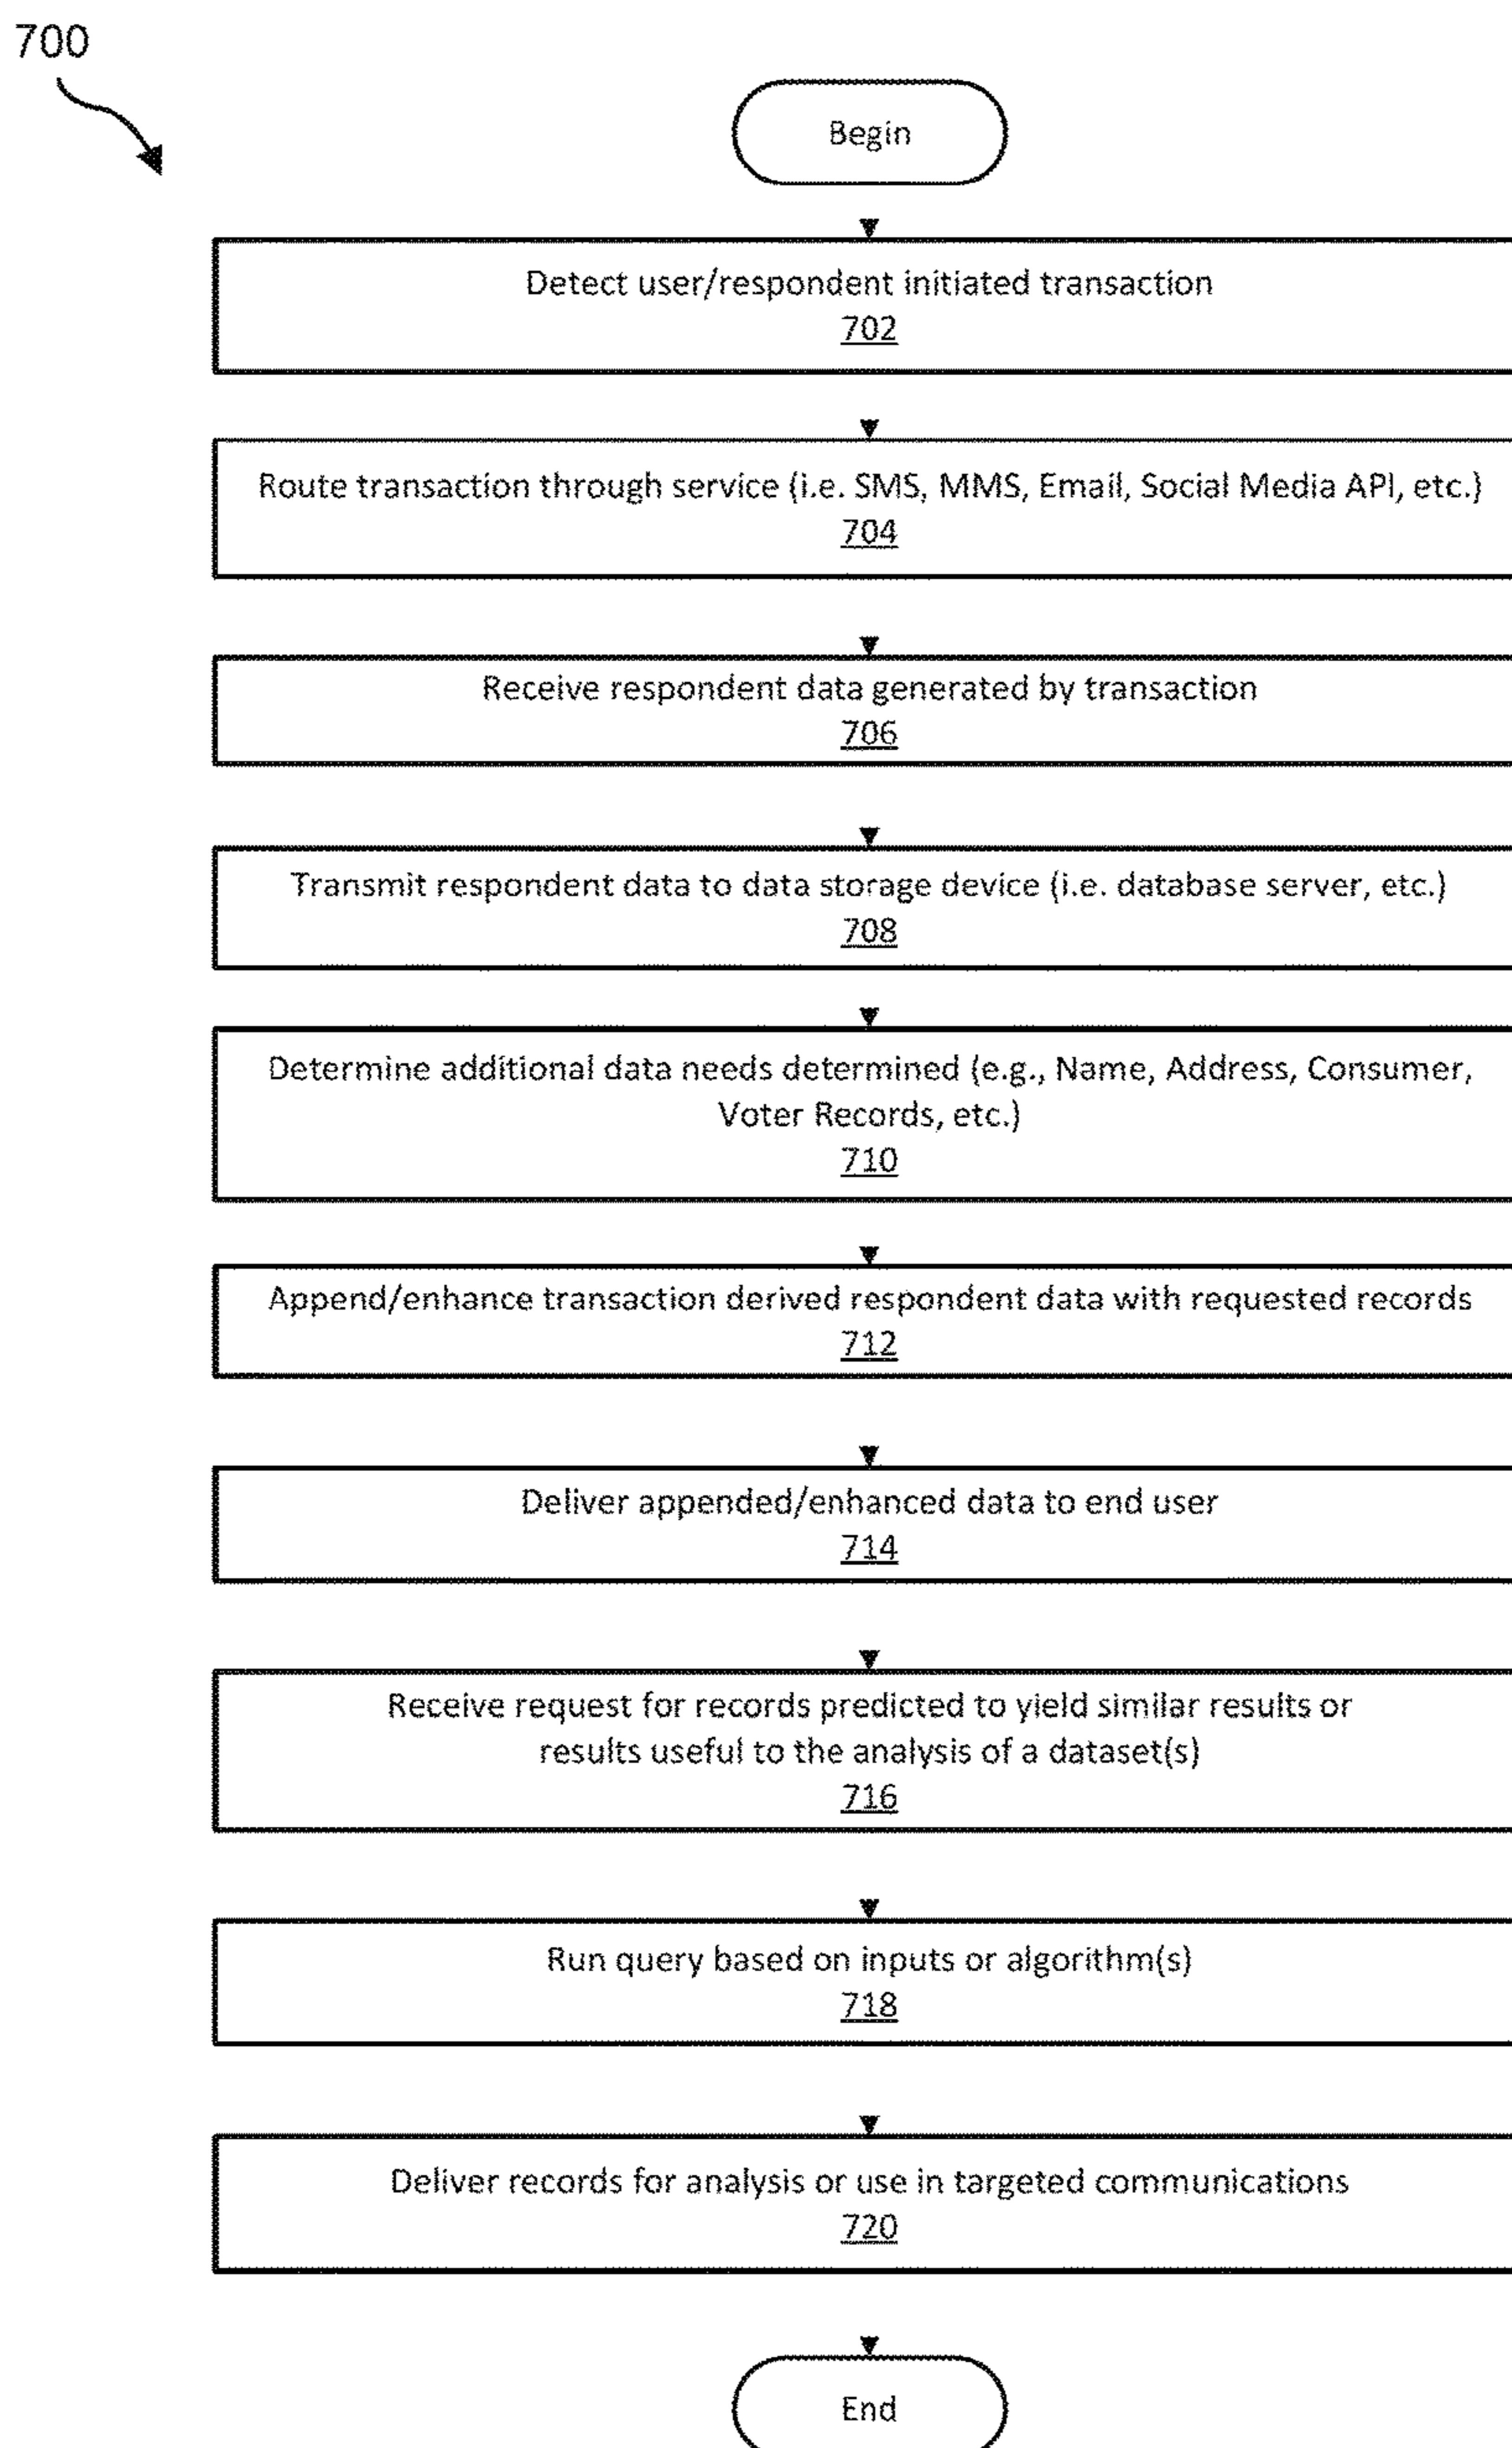 700
Begin
Detect user/respondent initiated transaction
702
Route transaction through service (i.e. SMS, MMS, Email, Social Media API, etc.)
704
Receive respondent data generated by transaction
706
Transmit respondent data to data storage device (i.e. database server, etc.)
708
Determine additional data needs determined (e.g., Name, Address, Consumer,
Voter Records, etc.)
710
Append/enhance transaction derived respondent data with requested records
712
Deliver appended/enhanced data to end user
714
Receive request for records predicted to yield similar results or
results useful to the analysis of a dataset(s)
716
Run query based on inputs or algorithm(s)
718
Deliver records for analysis or use in targeted communications
720
End